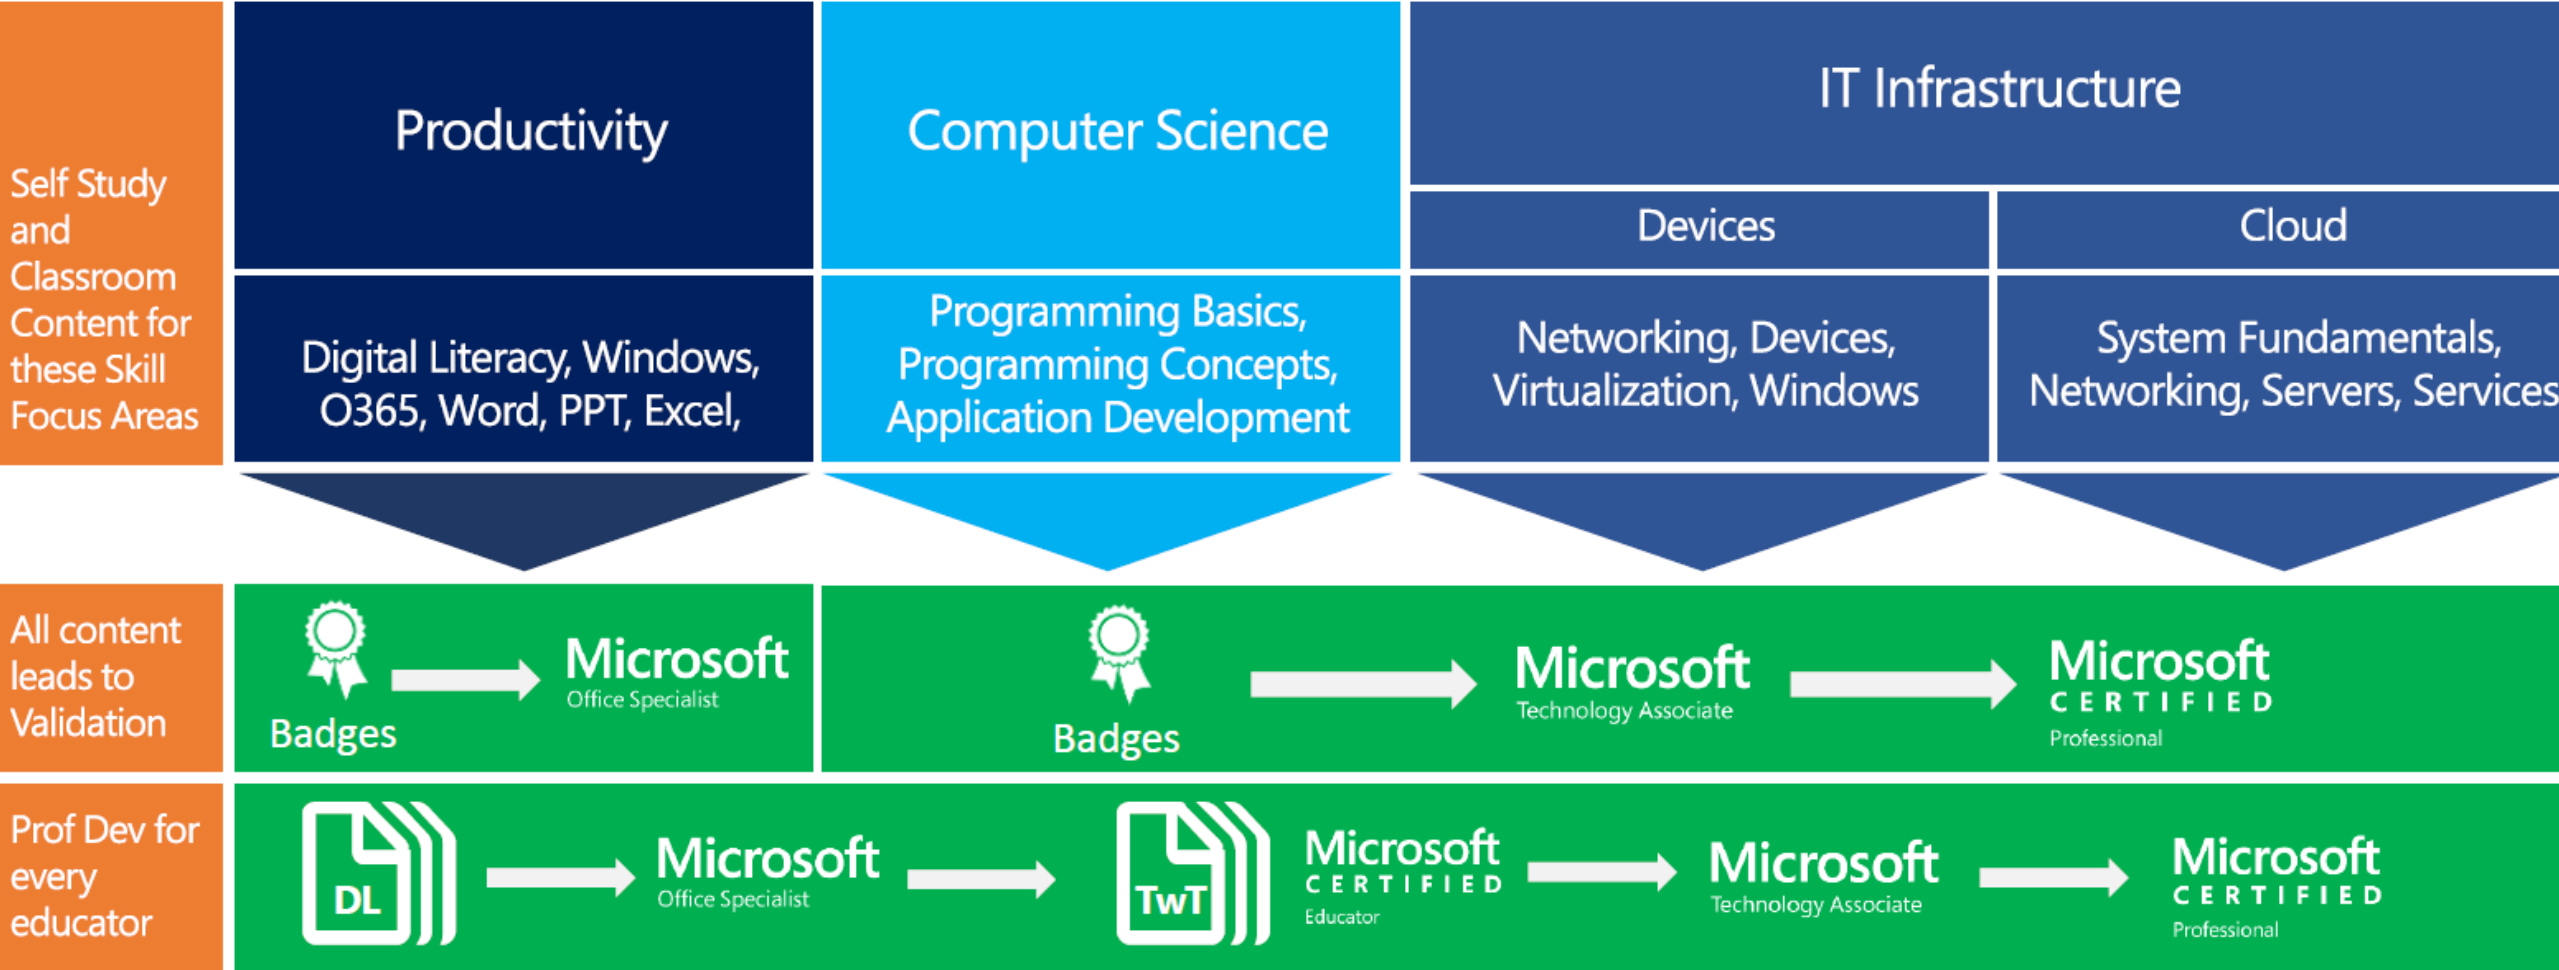 Self Study
and
Classroom
Content for
these Skill
Focus Areas
Productivity
Computer Science
IT Infrastructure
Devices
Cloud
Digital Literacy, Windows,
O365, Word, PPT, Excel,
Programming Basics,
Programming Concepts,
Application Development
Networking, Devices,
Virtualization, Windows
System Fundamentals,
Networking, Servers, Services
All content
leads to
Validation
Badges
Microsoft
Office Specialist
Badges
Microsoft
Technology Associate
Microsoft
CERTIFIED
Professional
Prof Dev for
every
educator
DL
Microsoft
Office Specialist
TwT
Microsoft
CERTIFIED
Educator
Microsoft
Technology Associate
Microsoft
CERTIFIED
Professional